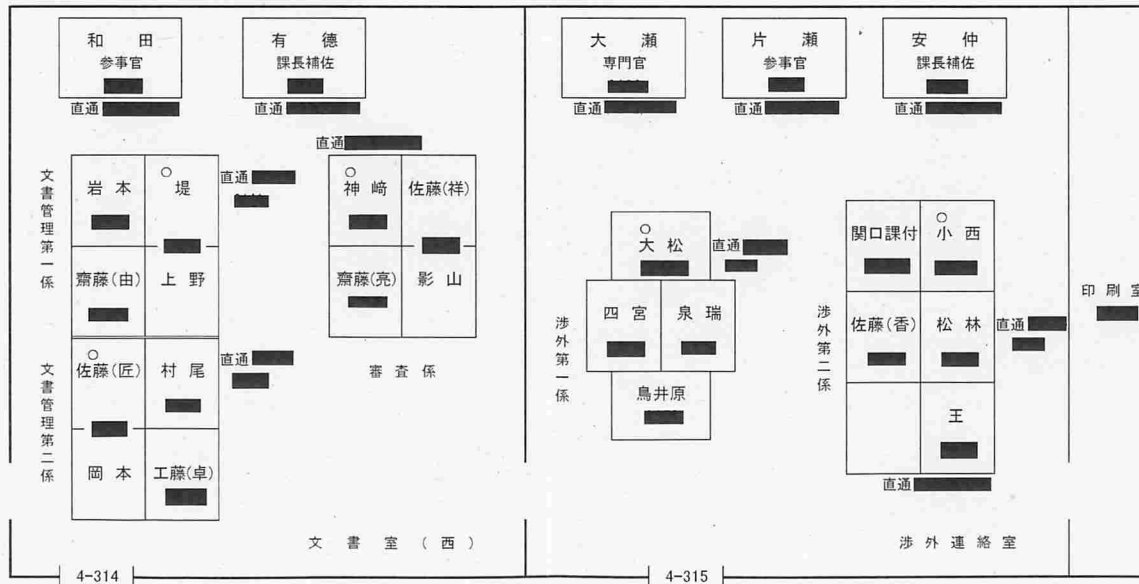 和田
参事官
直通
有徳
課長補佐
直通
文書管理第一係
岩本
○
堤
齋藤(由)
上野
直通
文書管理第二係
○
佐藤(匠)
村尾
岡本
工藤(卓)
直通
直通
○
神﨑
佐藤(祥)
齋藤(亮)
影山
審査係
文書室(西)
4-314
大瀬
専門官
直通
片瀬
参事官
直通
安仲
課長補佐
直通
渉外第一係
○
大松
直通
四宮
泉瑞
鳥井原
渉外第二係
関口課付
○
小西
佐藤(香)
松林
直通
王
直通
渉外連絡室
4-315
印刷室